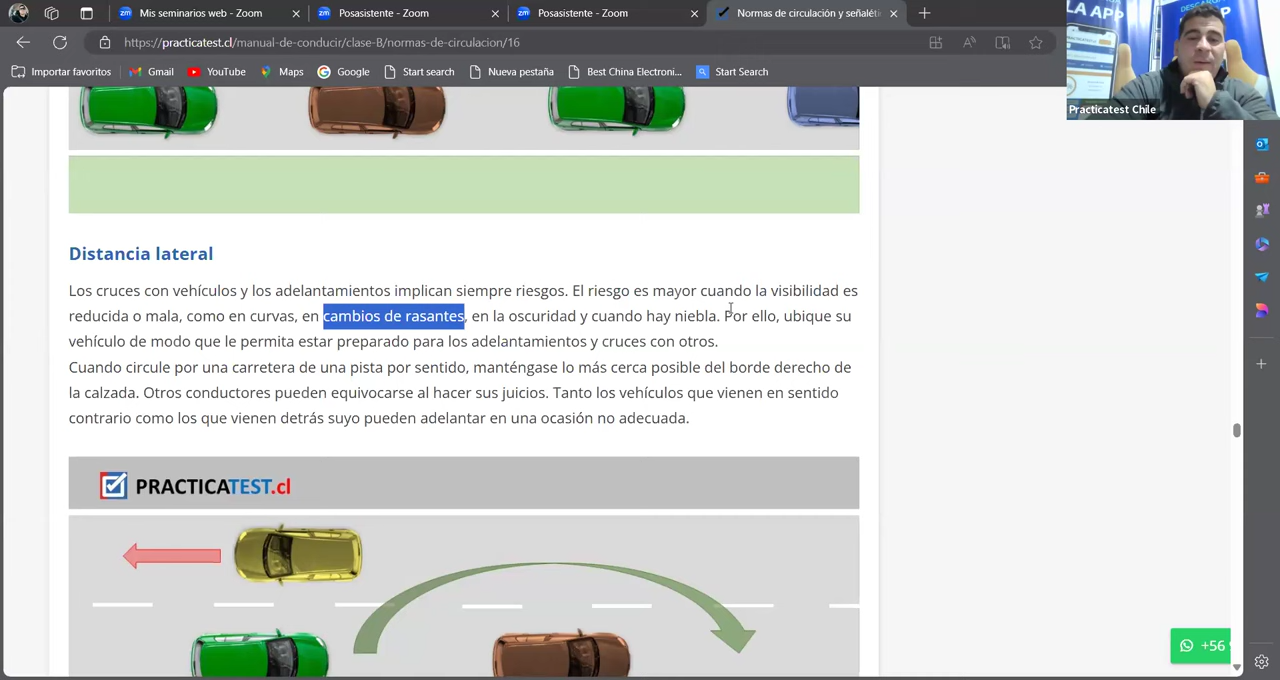 Mis seminarios web - Zoom
Posasistente - Zoom
Posasistente - Zoom
Normas de circulación y señaléti
https://practicatest.cl/manual-de-conducir/clase-B/normas-de-circulacion/16
Importar favoritos
Gmail
YouTube
Maps
Google
Start search
Nueva pestaña
Best China Electroni...
Start Search
LA APP
Practicatest Chile
Distancia lateral
Los cruces con vehículos y los adelantamientos implican siempre riesgos. El riesgo es mayor cuando la visibilidad es
reducida o mala, como en curvas, en cambios de rasantes, en la oscuridad y cuando hay niebla. Por ello, ubique su
vehículo de modo que le permita estar preparado para los adelantamientos y cruces con otros.
Cuando circule por una carretera de una pista por sentido, manténgase lo más cerca posible del borde derecho de
la calzada. Otros conductores pueden equivocarse al hacer sus juicios. Tanto los vehículos que vienen en sentido
contrario como los que vienen detrás suyo pueden adelantar en una ocasión no adecuada.
PRACTICATEST.cl
+56